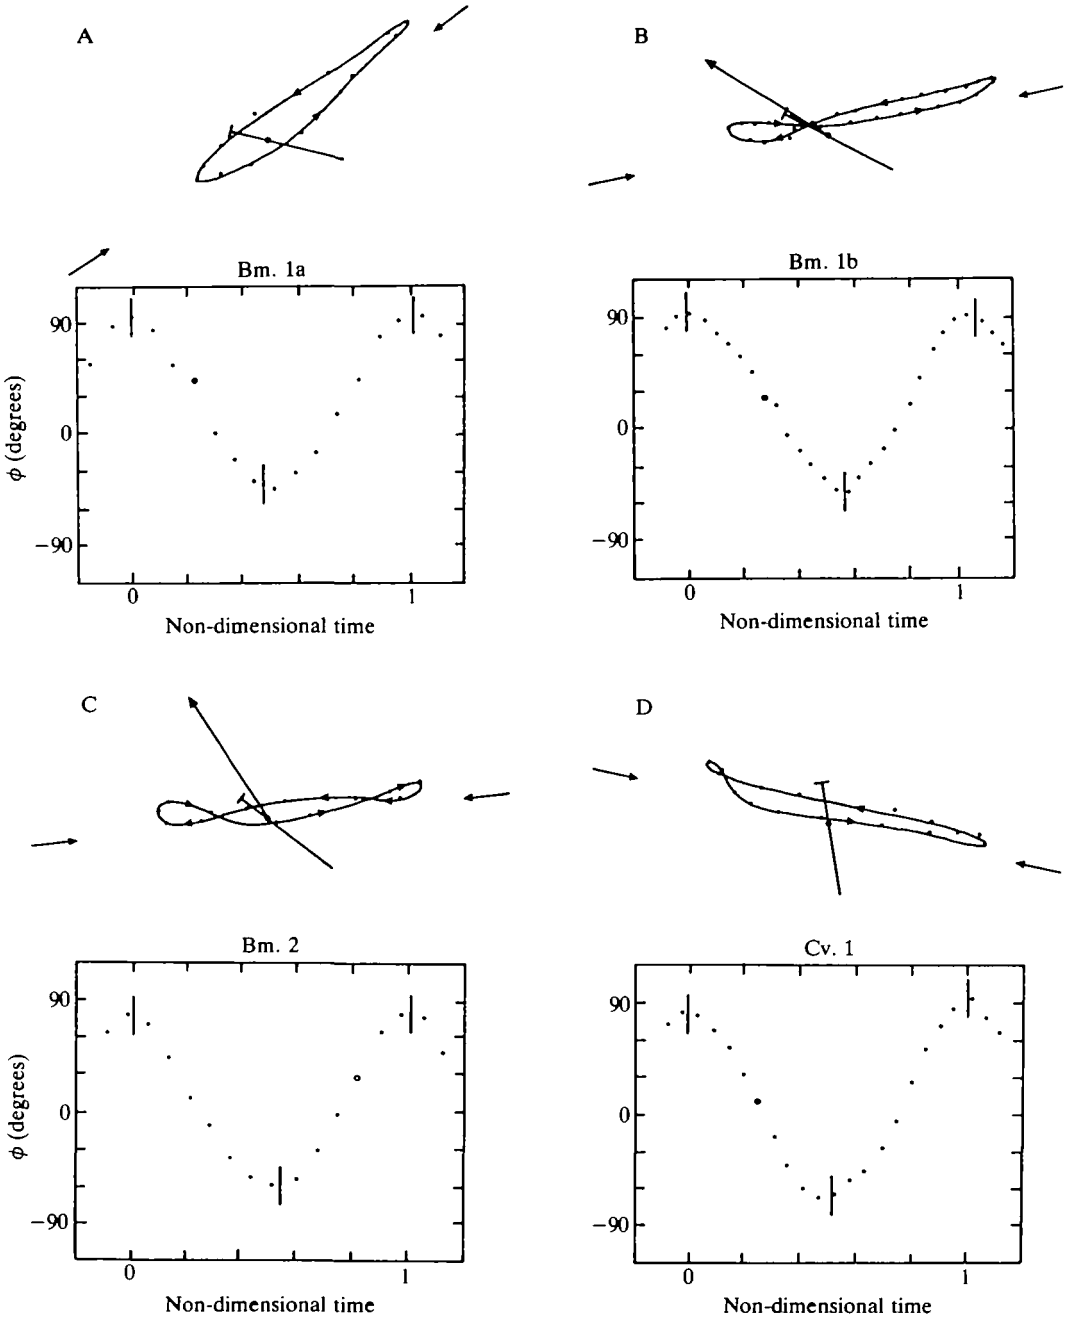 A
B
Bm. 1a
Bm. 1b
90
0
−90
φ (degrees)
0
1
Non-dimensional time
90
0
−90
0
1
Non-dimensional time
C
D
Bm. 2
Cv. 1
90
0
−90
φ (degrees)
0
1
Non-dimensional time
90
0
−90
0
1
Non-dimensional time